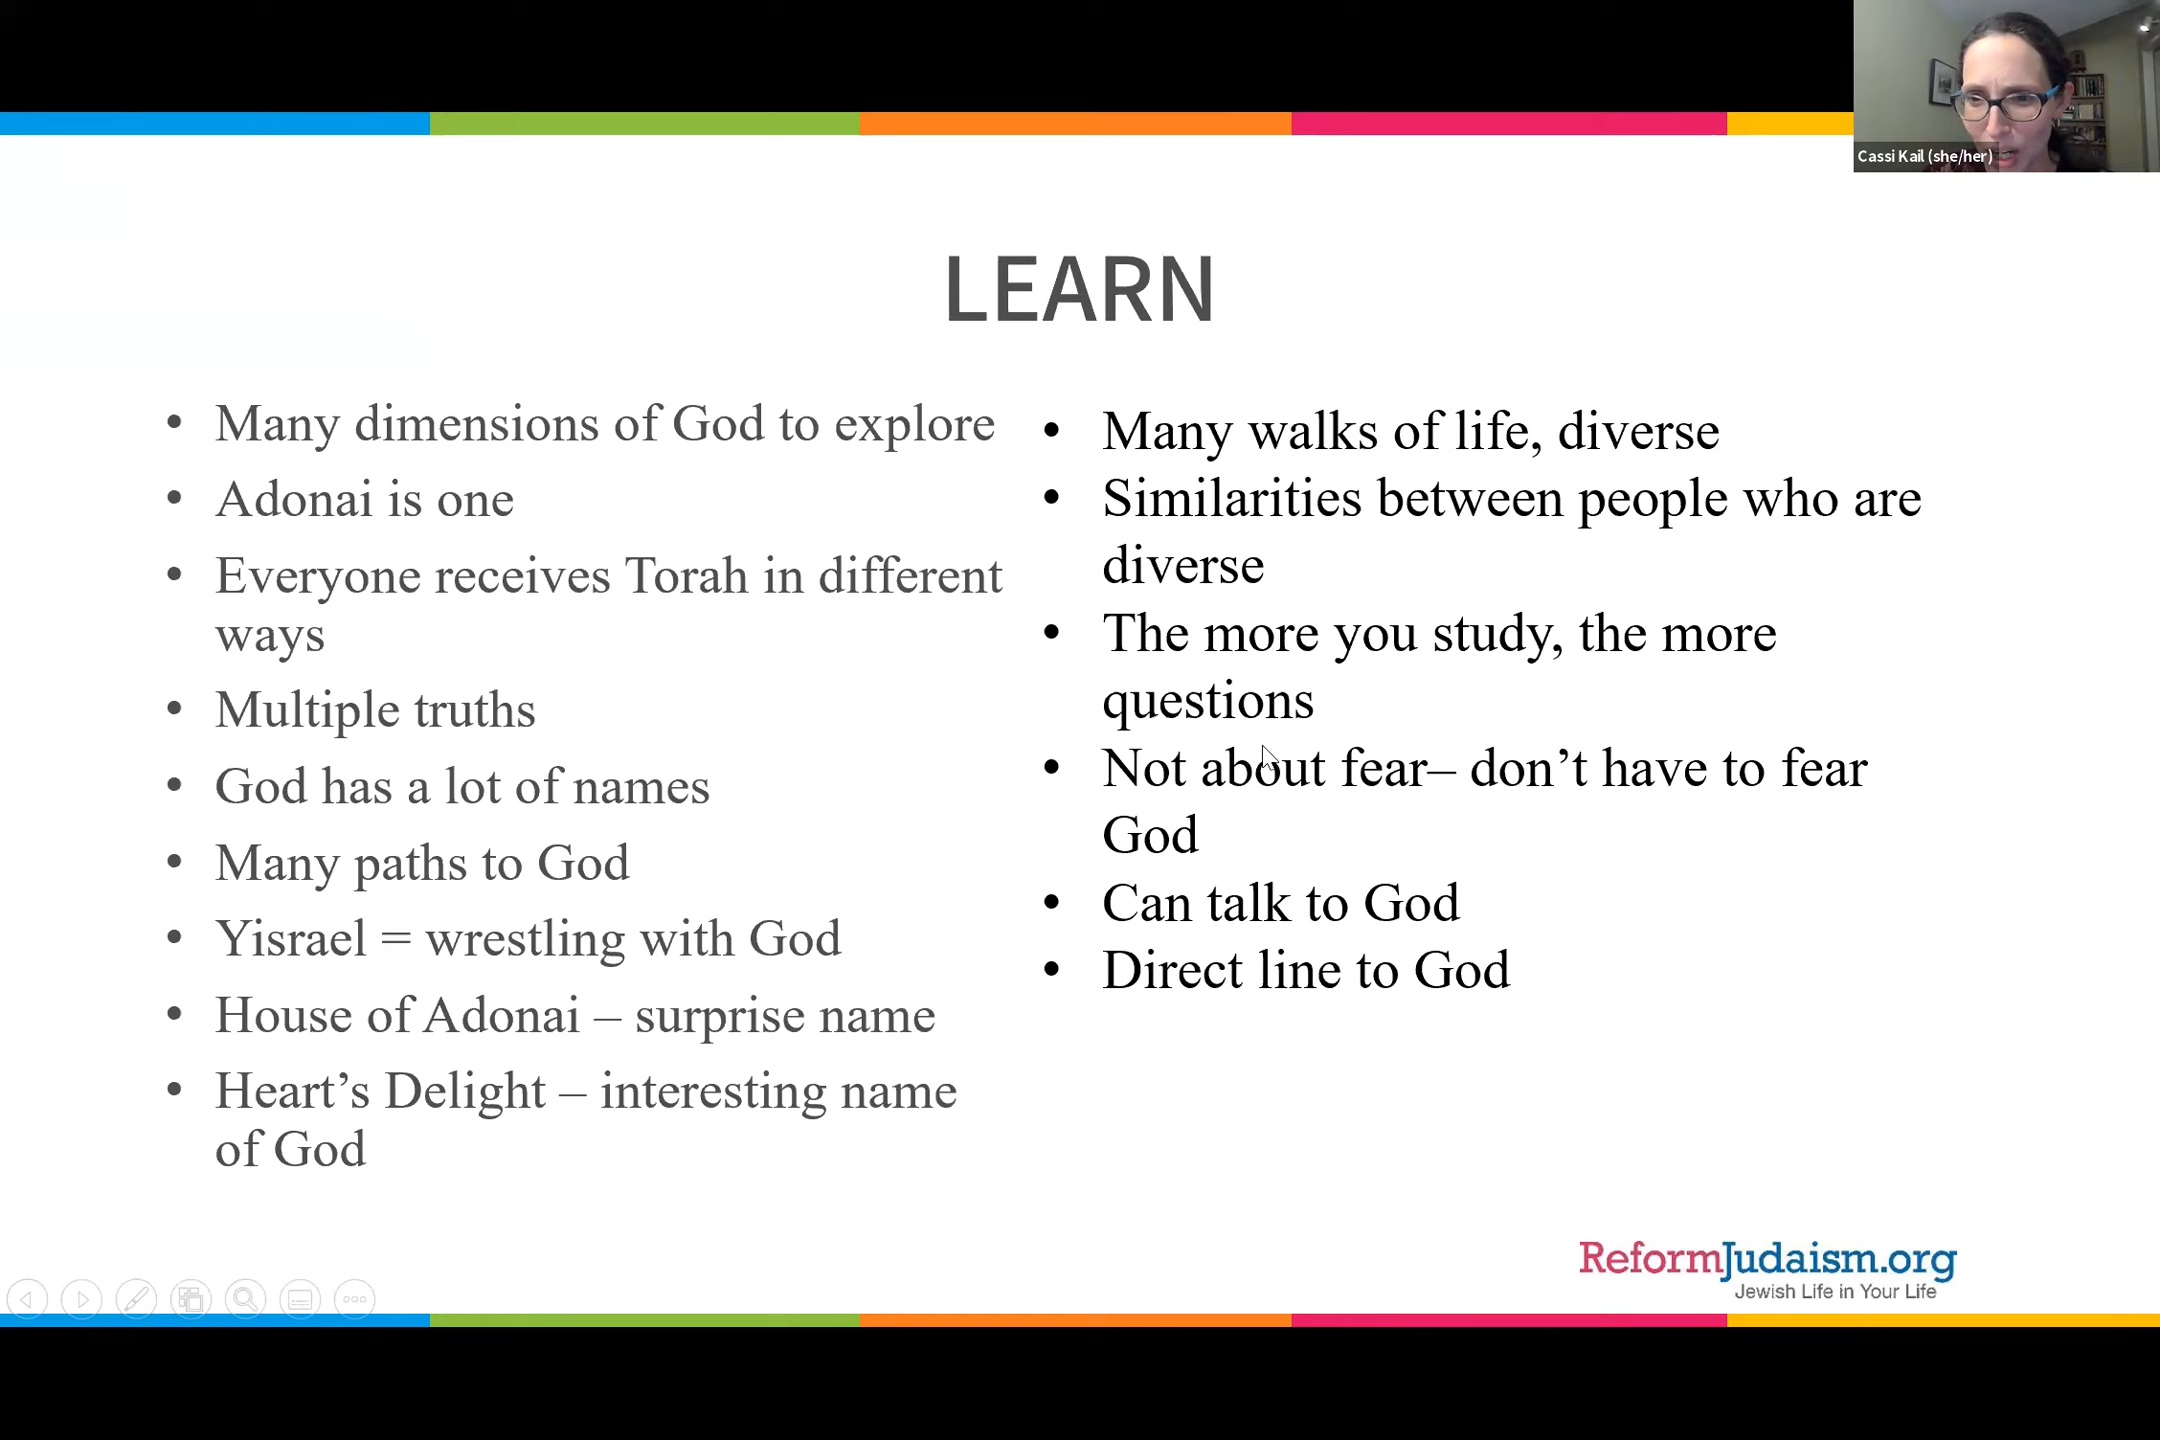 Cassi Kail (she/her)
LEARN
• Many dimensions of God to explore
• Adonai is one
• Everyone receives Torah in different
ways
• Multiple truths
• God has a lot of names
• Many paths to God
• Yisrael = wrestling with God
• House of Adonai – surprise name
• Heart’s Delight – interesting name
of God
• Many walks of life, diverse
• Similarities between people who are
diverse
• The more you study, the more
questions
• Not about fear– don’t have to fear
God
• Can talk to God
• Direct line to God
ReformJudaism.org
Jewish Life in Your Life